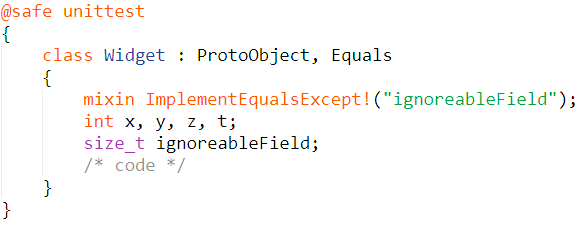 @safe unittest
{
    class Widget : ProtoObject, Equals
    {
        mixin ImplementEqualsExcept!("ignoreableField");
        int x, y, z, t;
        size_t ignoreableField;
        /* code */
    }
}